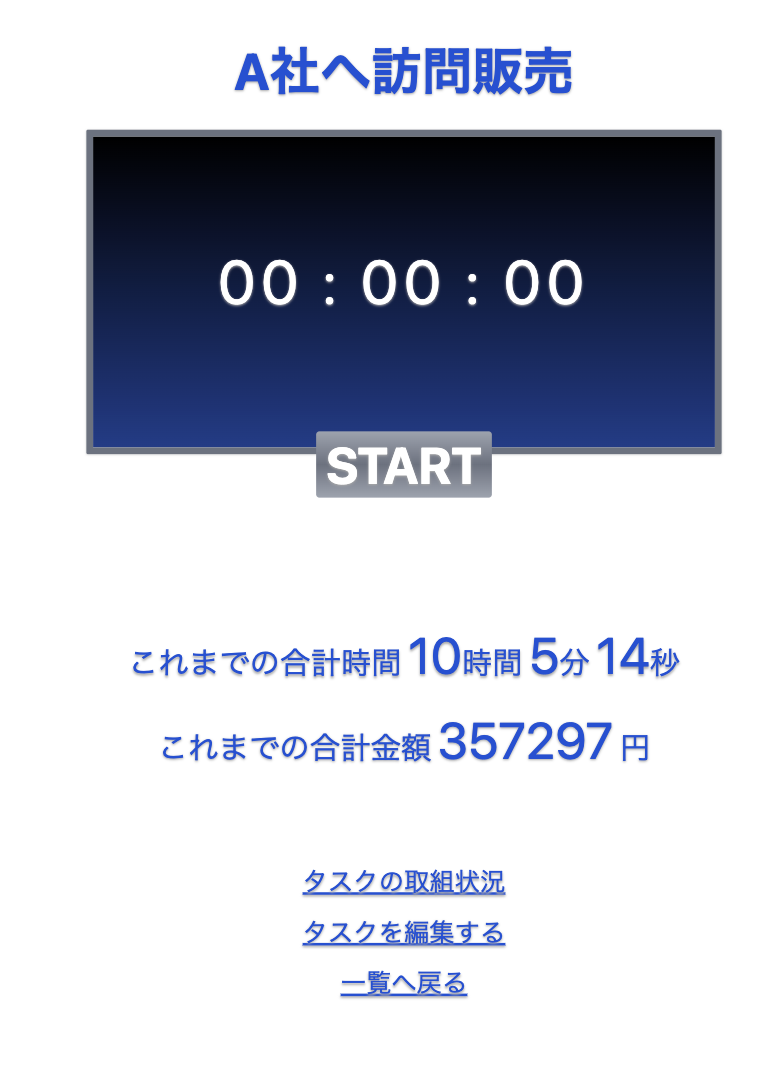 A社へ訪問販売
00 : 00 : 00
START
これまでの合計時間 10時間 5分 14秒
これまでの合計金額 357297 円
タスクの取組状況
タスクを編集する
一覧へ戻る